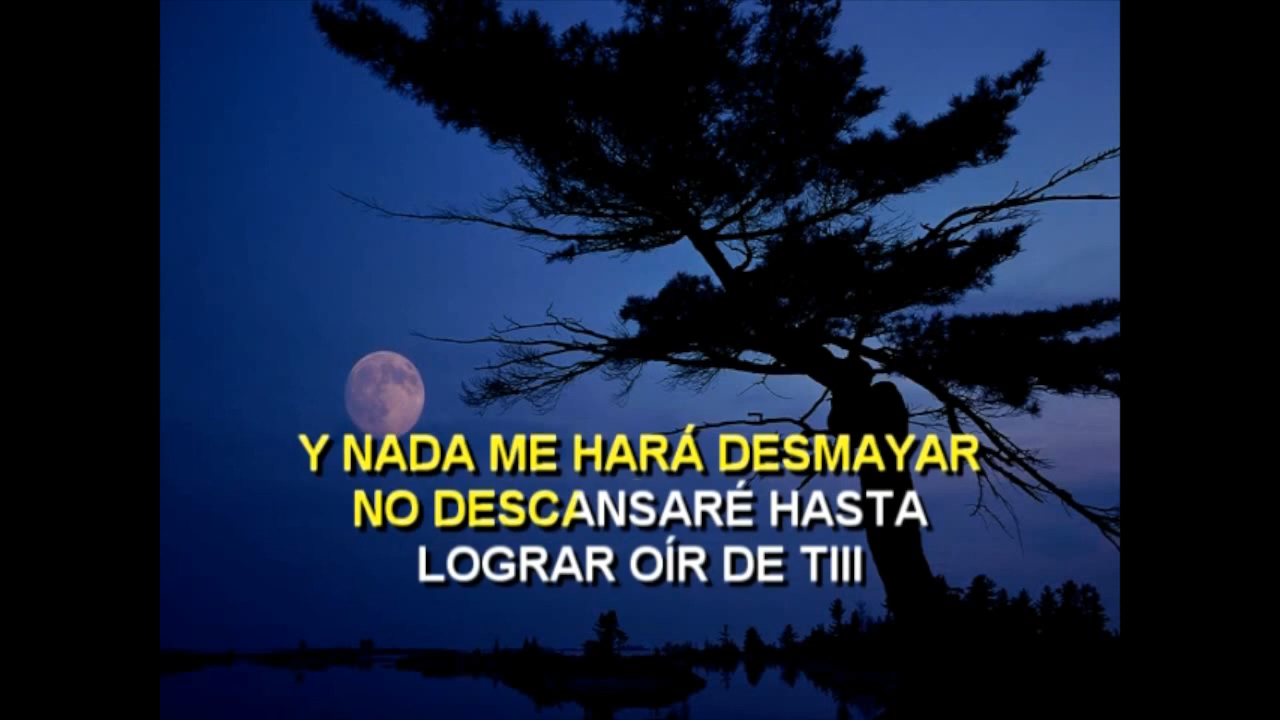 Y NADA ME HARÁ DESMAYAR
NO DESCANSARÉ HASTA
LOGRAR OÍR DE TIII